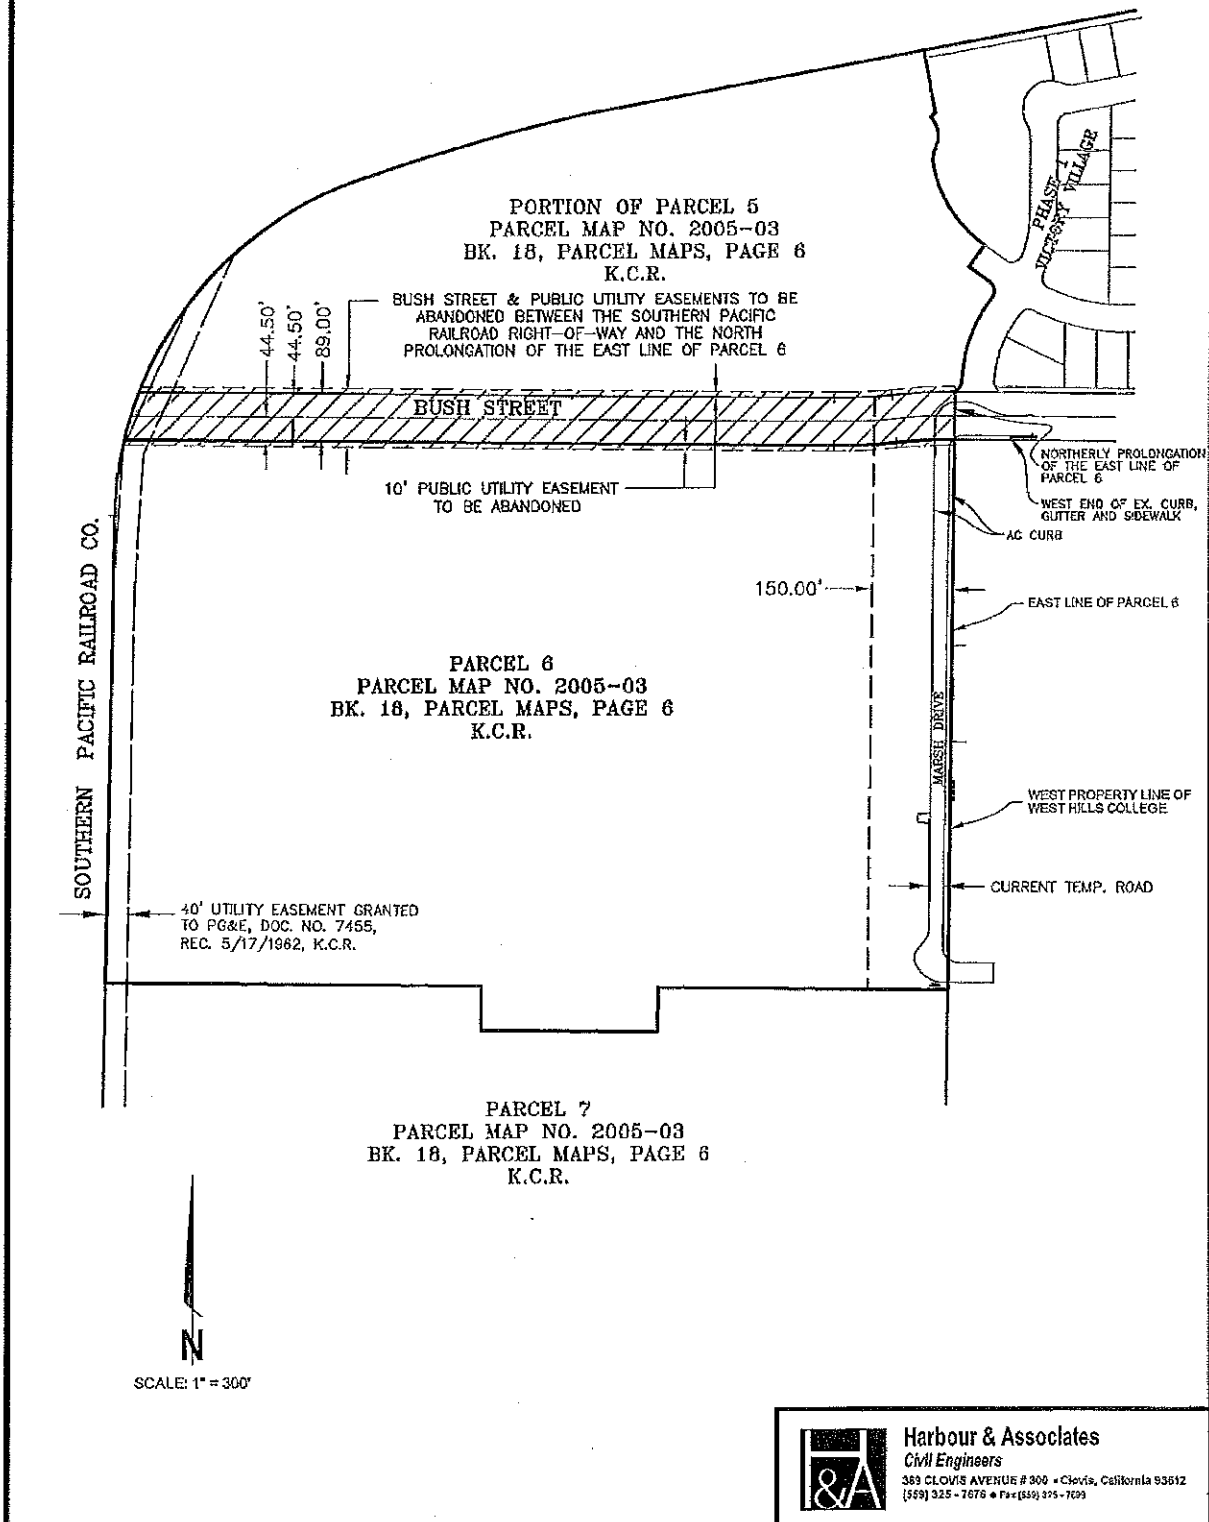 PHASE 1
VICTORY VILLAGE
PORTION OF PARCEL 5
PARCEL MAP NO. 2005-03
BK. 18, PARCEL MAPS, PAGE 6
K.C.R.
BUSH STREET & PUBLIC UTILITY EASEMENTS TO BE
ABANDONED BETWEEN THE SOUTHERN PACIFIC
RAILROAD RIGHT-OF-WAY AND THE NORTH
PROLONGATION OF THE EAST LINE OF PARCEL 6
44.50'
44.50'
89.00'
BUSH STREET
10' PUBLIC UTILITY EASEMENT
TO BE ABANDONED
NORTHERLY PROLONGATION
OF THE EAST LINE OF
PARCEL 6
WEST END OF EX. CURB,
GUTTER AND SIDEWALK
AC CURB
150.00'
EAST LINE OF PARCEL 6
SOUTHERN PACIFIC RAILROAD CO.
PARCEL 6
PARCEL MAP NO. 2005-03
BK. 18, PARCEL MAPS, PAGE 6
K.C.R.
MARSH DRIVE
WEST PROPERTY LINE OF
WEST HILLS COLLEGE
CURRENT TEMP. ROAD
40' UTILITY EASEMENT GRANTED
TO PG&E, DOC. NO. 7455,
REC. 5/17/1962, K.C.R.
PARCEL 7
PARCEL MAP NO. 2005-03
BK. 18, PARCEL MAPS, PAGE 6
K.C.R.
N
SCALE: 1" = 300'
H&A
Harbour & Associates
Civil Engineers
389 CLOVIS AVENUE # 300 • Clovis, California 93612
(559) 325 - 7676 • Fax (559) 325 - 7699